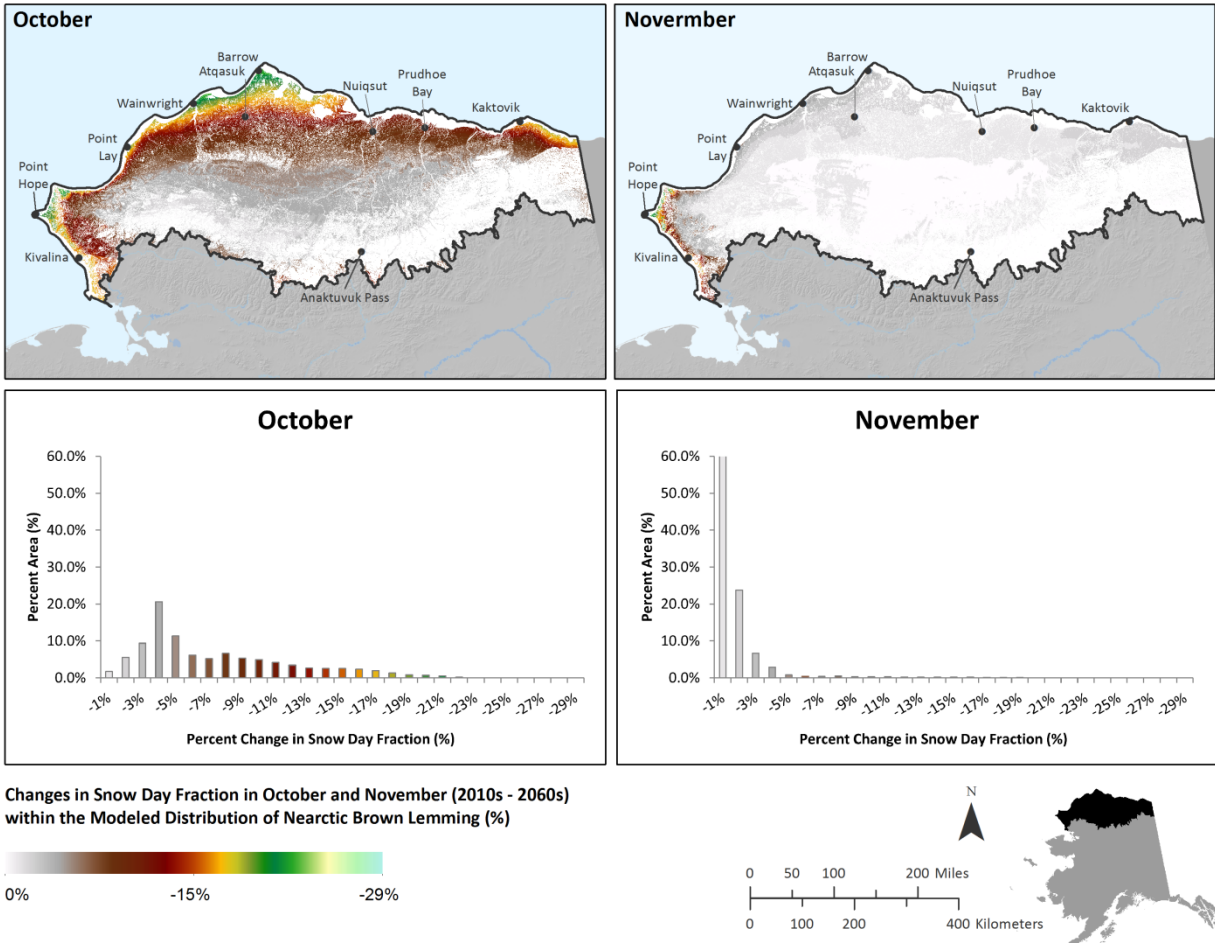 October
Barrow
Atqasuk
Wainwright
Nuiqsut
Prudhoe
Bay
Kaktovik
Point
Lay
Point
Hope
Kivalina
Anaktuvuk Pass
Novermber
Barrow
Atqasuk
Wainwright
Nuiqsut
Prudhoe
Bay
Kaktovik
Point
Lay
Point
Hope
Kivalina
Anaktuvuk Pass
October
60.0%
50.0%
40.0%
30.0%
20.0%
10.0%
0.0%
Percent Area (%)
-1% -3% -5% -7% -9% -11% -13% -15% -17% -19% -21% -23% -25% -27% -29%
Percent Change in Snow Day Fraction (%)
November
60.0%
50.0%
40.0%
30.0%
20.0%
10.0%
0.0%
Percent Area (%)
-1% -3% -5% -7% -9% -11% -13% -15% -17% -19% -21% -23% -25% -27% -29%
Percent Change in Snow Day Fraction (%)
Changes in Snow Day Fraction in October and November (2010s - 2060s)
within the Modeled Distribution of Nearctic Brown Lemming (%)
0% -15% -29%
N
0 50 100 200 Miles
0 100 200 400 Kilometers